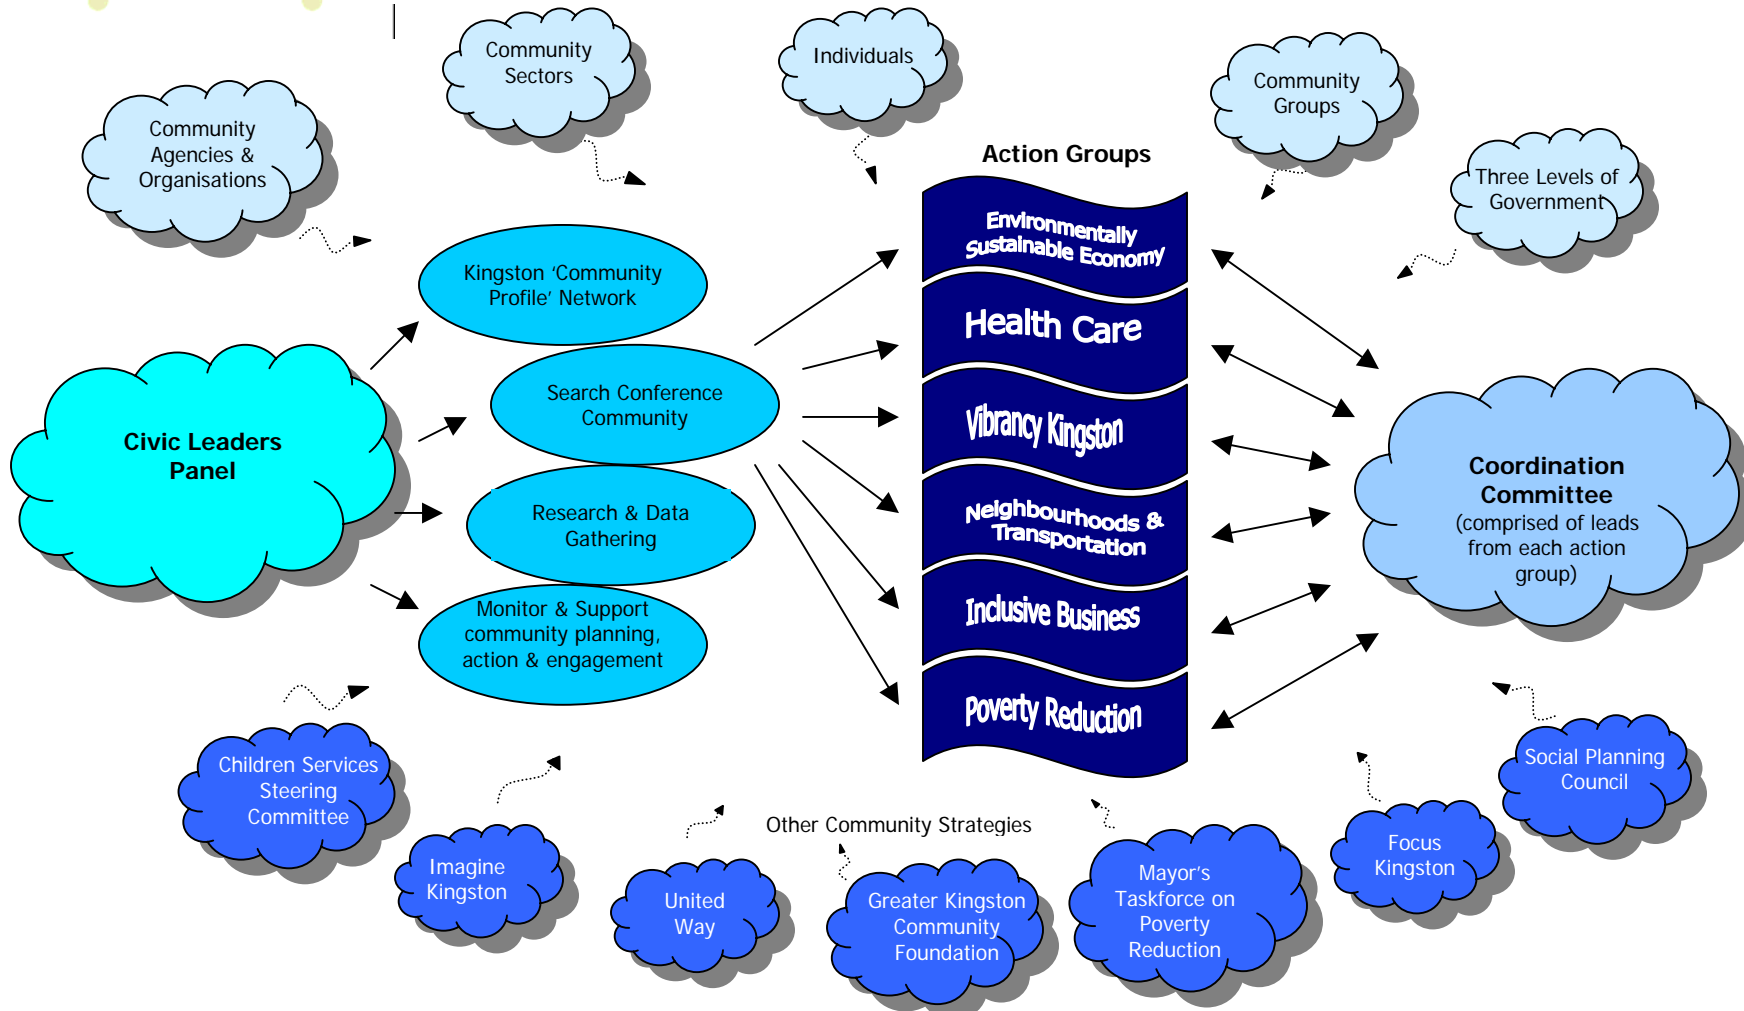 Community
Sectors
Individuals
Community
Groups
Community
Agencies &
Organisations
Action Groups
Three Levels of
Government
Environmentally
Sustainable Economy
Kingston ‘Community
Profile’ Network
Health Care
Search Conference
Community
Vibrancy Kingston
Civic Leaders
Panel
Coordination
Committee
(comprised of leads
from each action
group)
Research & Data
Gathering
Neighbourhoods &
Transportation
Monitor & Support
community planning,
action & engagement
Inclusive Business
Poverty Reduction
Children Services
Steering
Committee
Social Planning
Council
Other Community Strategies
Imagine
Kingston
United
Way
Greater Kingston
Community
Foundation
Mayor’s
Taskforce on
Poverty
Reduction
Focus
Kingston